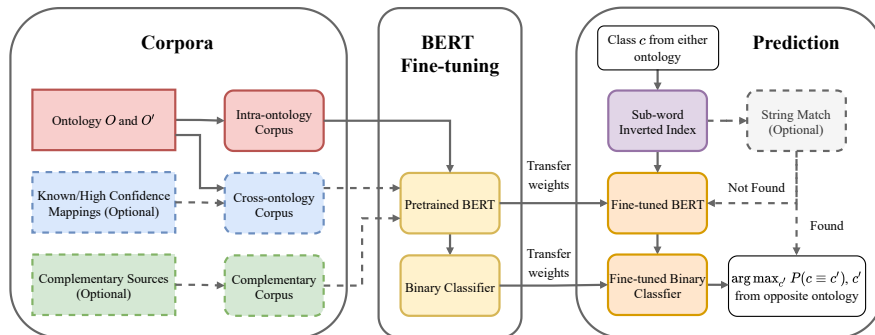 Corpora
BERT
Fine-tuning
Prediction
Class c from either
ontology
Ontology O and O′
Intra-ontology
Corpus
Sub-word
Inverted Index
String Match
(Optional)
Known/High Confidence
Mappings (Optional)
Cross-ontology
Corpus
Pretrained BERT
Transfer
weights
Fine-tuned BERT
Not Found
Found
Complementary Sources
(Optional)
Complementary
Corpus
Binary Classifier
Transfer
weights
Fine-tuned Binary
Classfier
arg max c′ P(c ≡ c′), c′
from opposite ontology